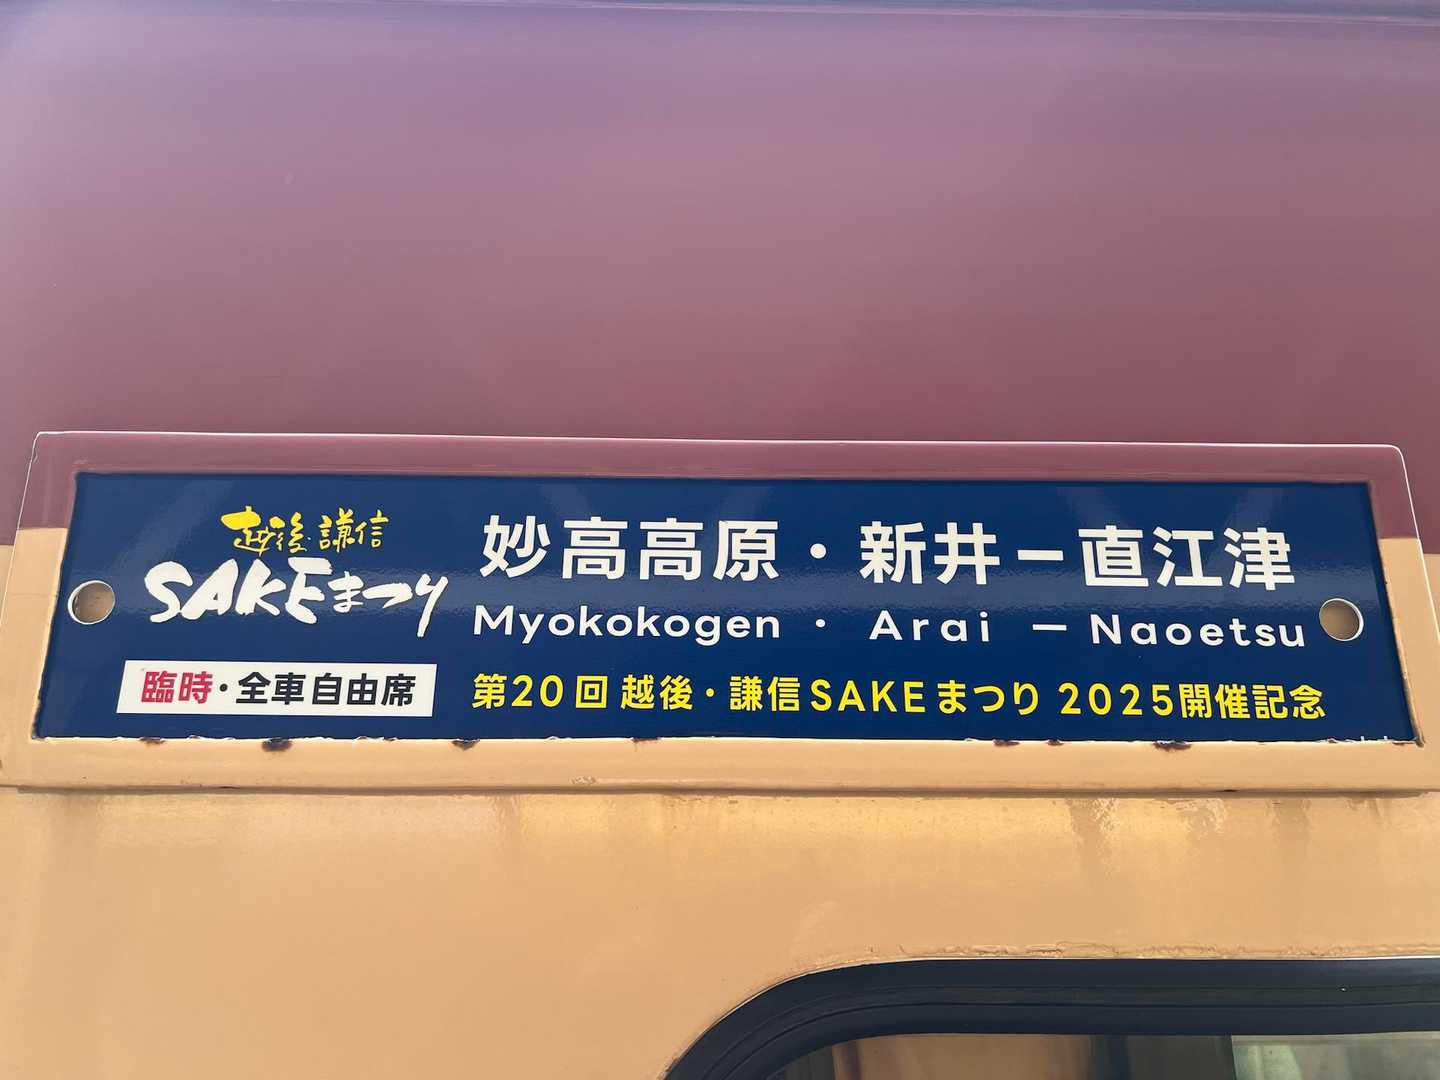 越後謙信
SAKEまつり
臨時・全車自由席
妙高高原・新井ー直江津
Myokokogen · Arai — Naoetsu
第20回 越後・謙信SAKEまつり 2025開催記念